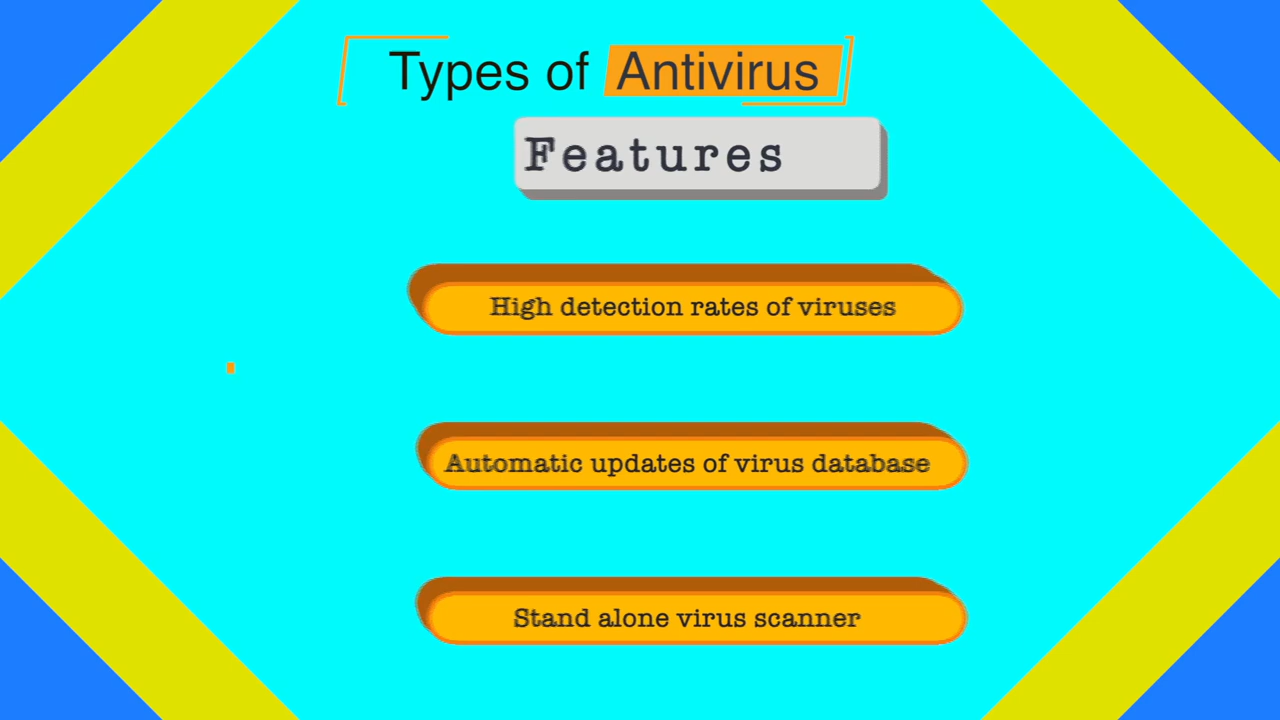 Types of Antivirus
Features
High detection rates of viruses
Automatic updates of virus database
Stand alone virus scanner